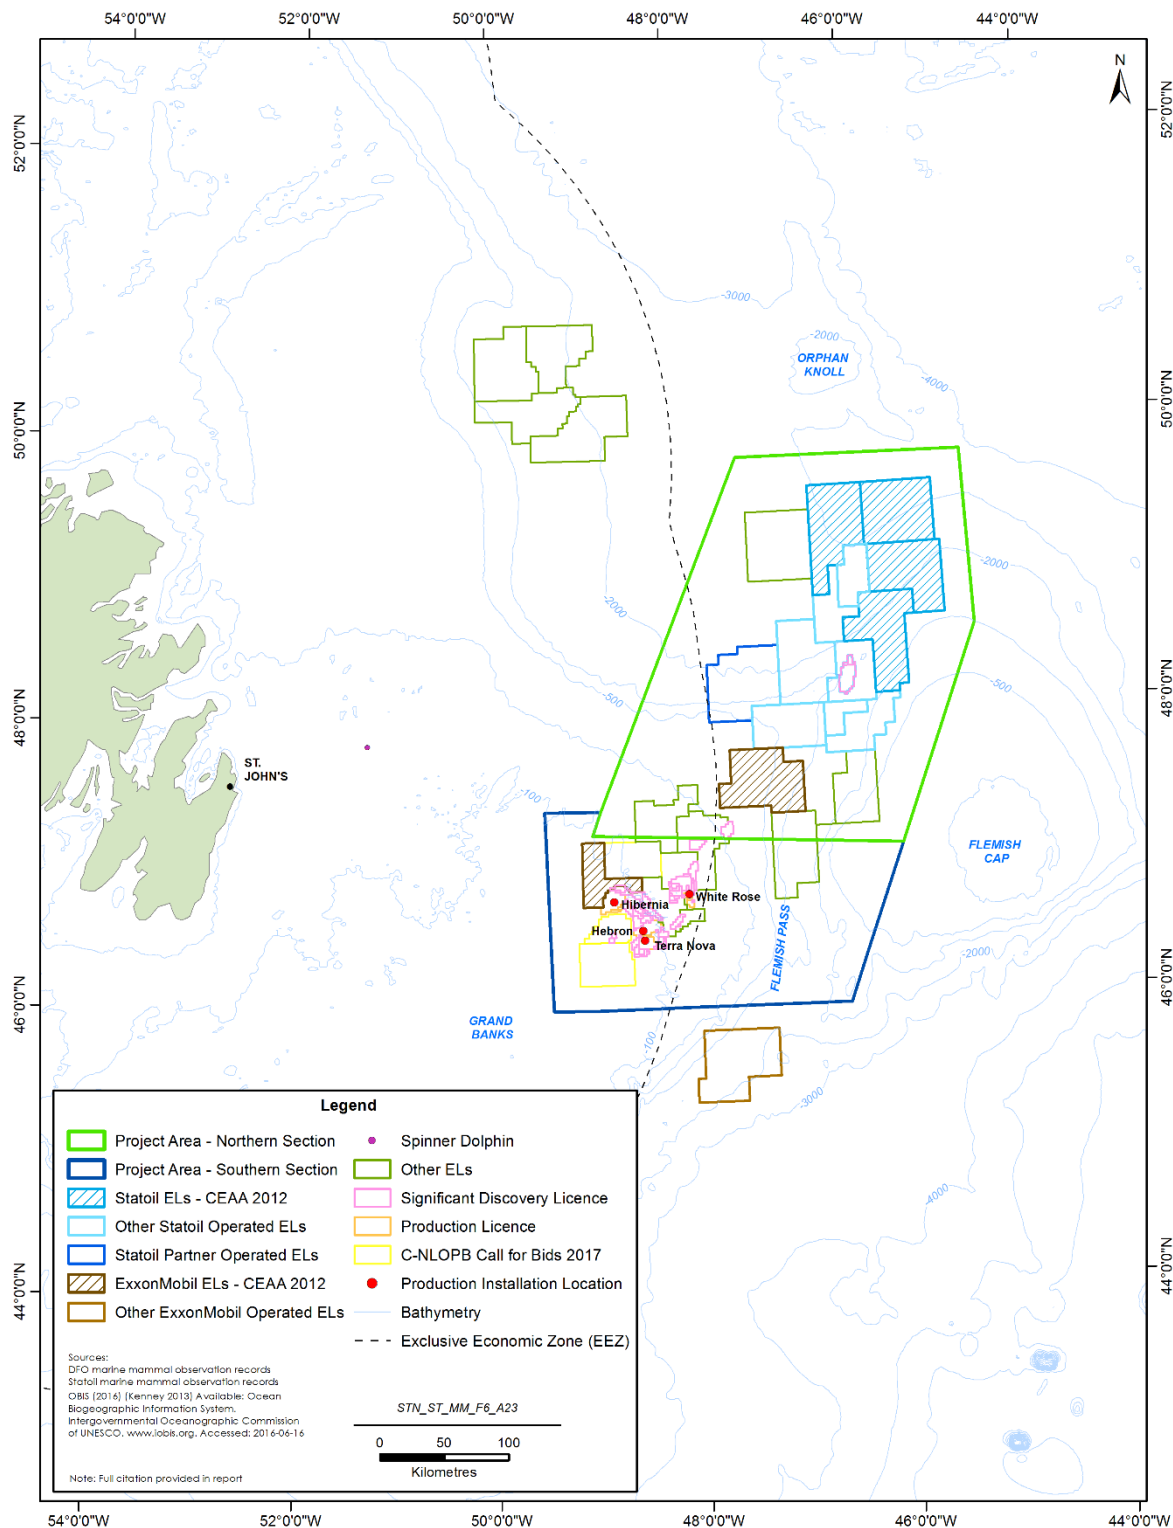 54°0'0"W 52°0'0"W 50°0'0"W 48°0'0"W 46°0'0"W 44°0'0"W
N
52°0'0"N
52°0'0"N
-3000
-2000
ORPHAN
KNOLL
-4000
50°0'0"N
50°0'0"N
-2000
-2000
-500
-500
48°0'0"N
48°0'0"N
ST.
JOHN'S
-100
FLEMISH
CAP
White Rose
Hibernia
Hebron
Terra Nova
FLEMISH PASS
-2000
46°0'0"N
46°0'0"N
GRAND
BANKS
-100
-3000
-4000
44°0'0"N
44°0'0"N
Legend
Project Area - Northern Section
Project Area - Southern Section
Statoil ELs - CEAA 2012
Other Statoil Operated ELs
Statoil Partner Operated ELs
ExxonMobil ELs - CEAA 2012
Other ExxonMobil Operated ELs
Spinner Dolphin
Other ELs
Significant Discovery Licence
Production Licence
C-NLOPB Call for Bids 2017
Production Installation Location
Bathymetry
Exclusive Economic Zone (EEZ)
Sources:
DFO marine mammal observation records
Statoil marine mammal observation records
OBIS (2016) (Kenney 2013) Available: Ocean
Biogeographic Information System.
Intergovernmental Oceanographic Commission
of UNESCO. www.iobis.org. Accessed: 2016-06-16
Note: Full citation provided in report
STN_ST_MM_F6_A23
0 50 100
Kilometres
54°0'0"W 52°0'0"W 50°0'0"W 48°0'0"W 46°0'0"W 44°0'0"W